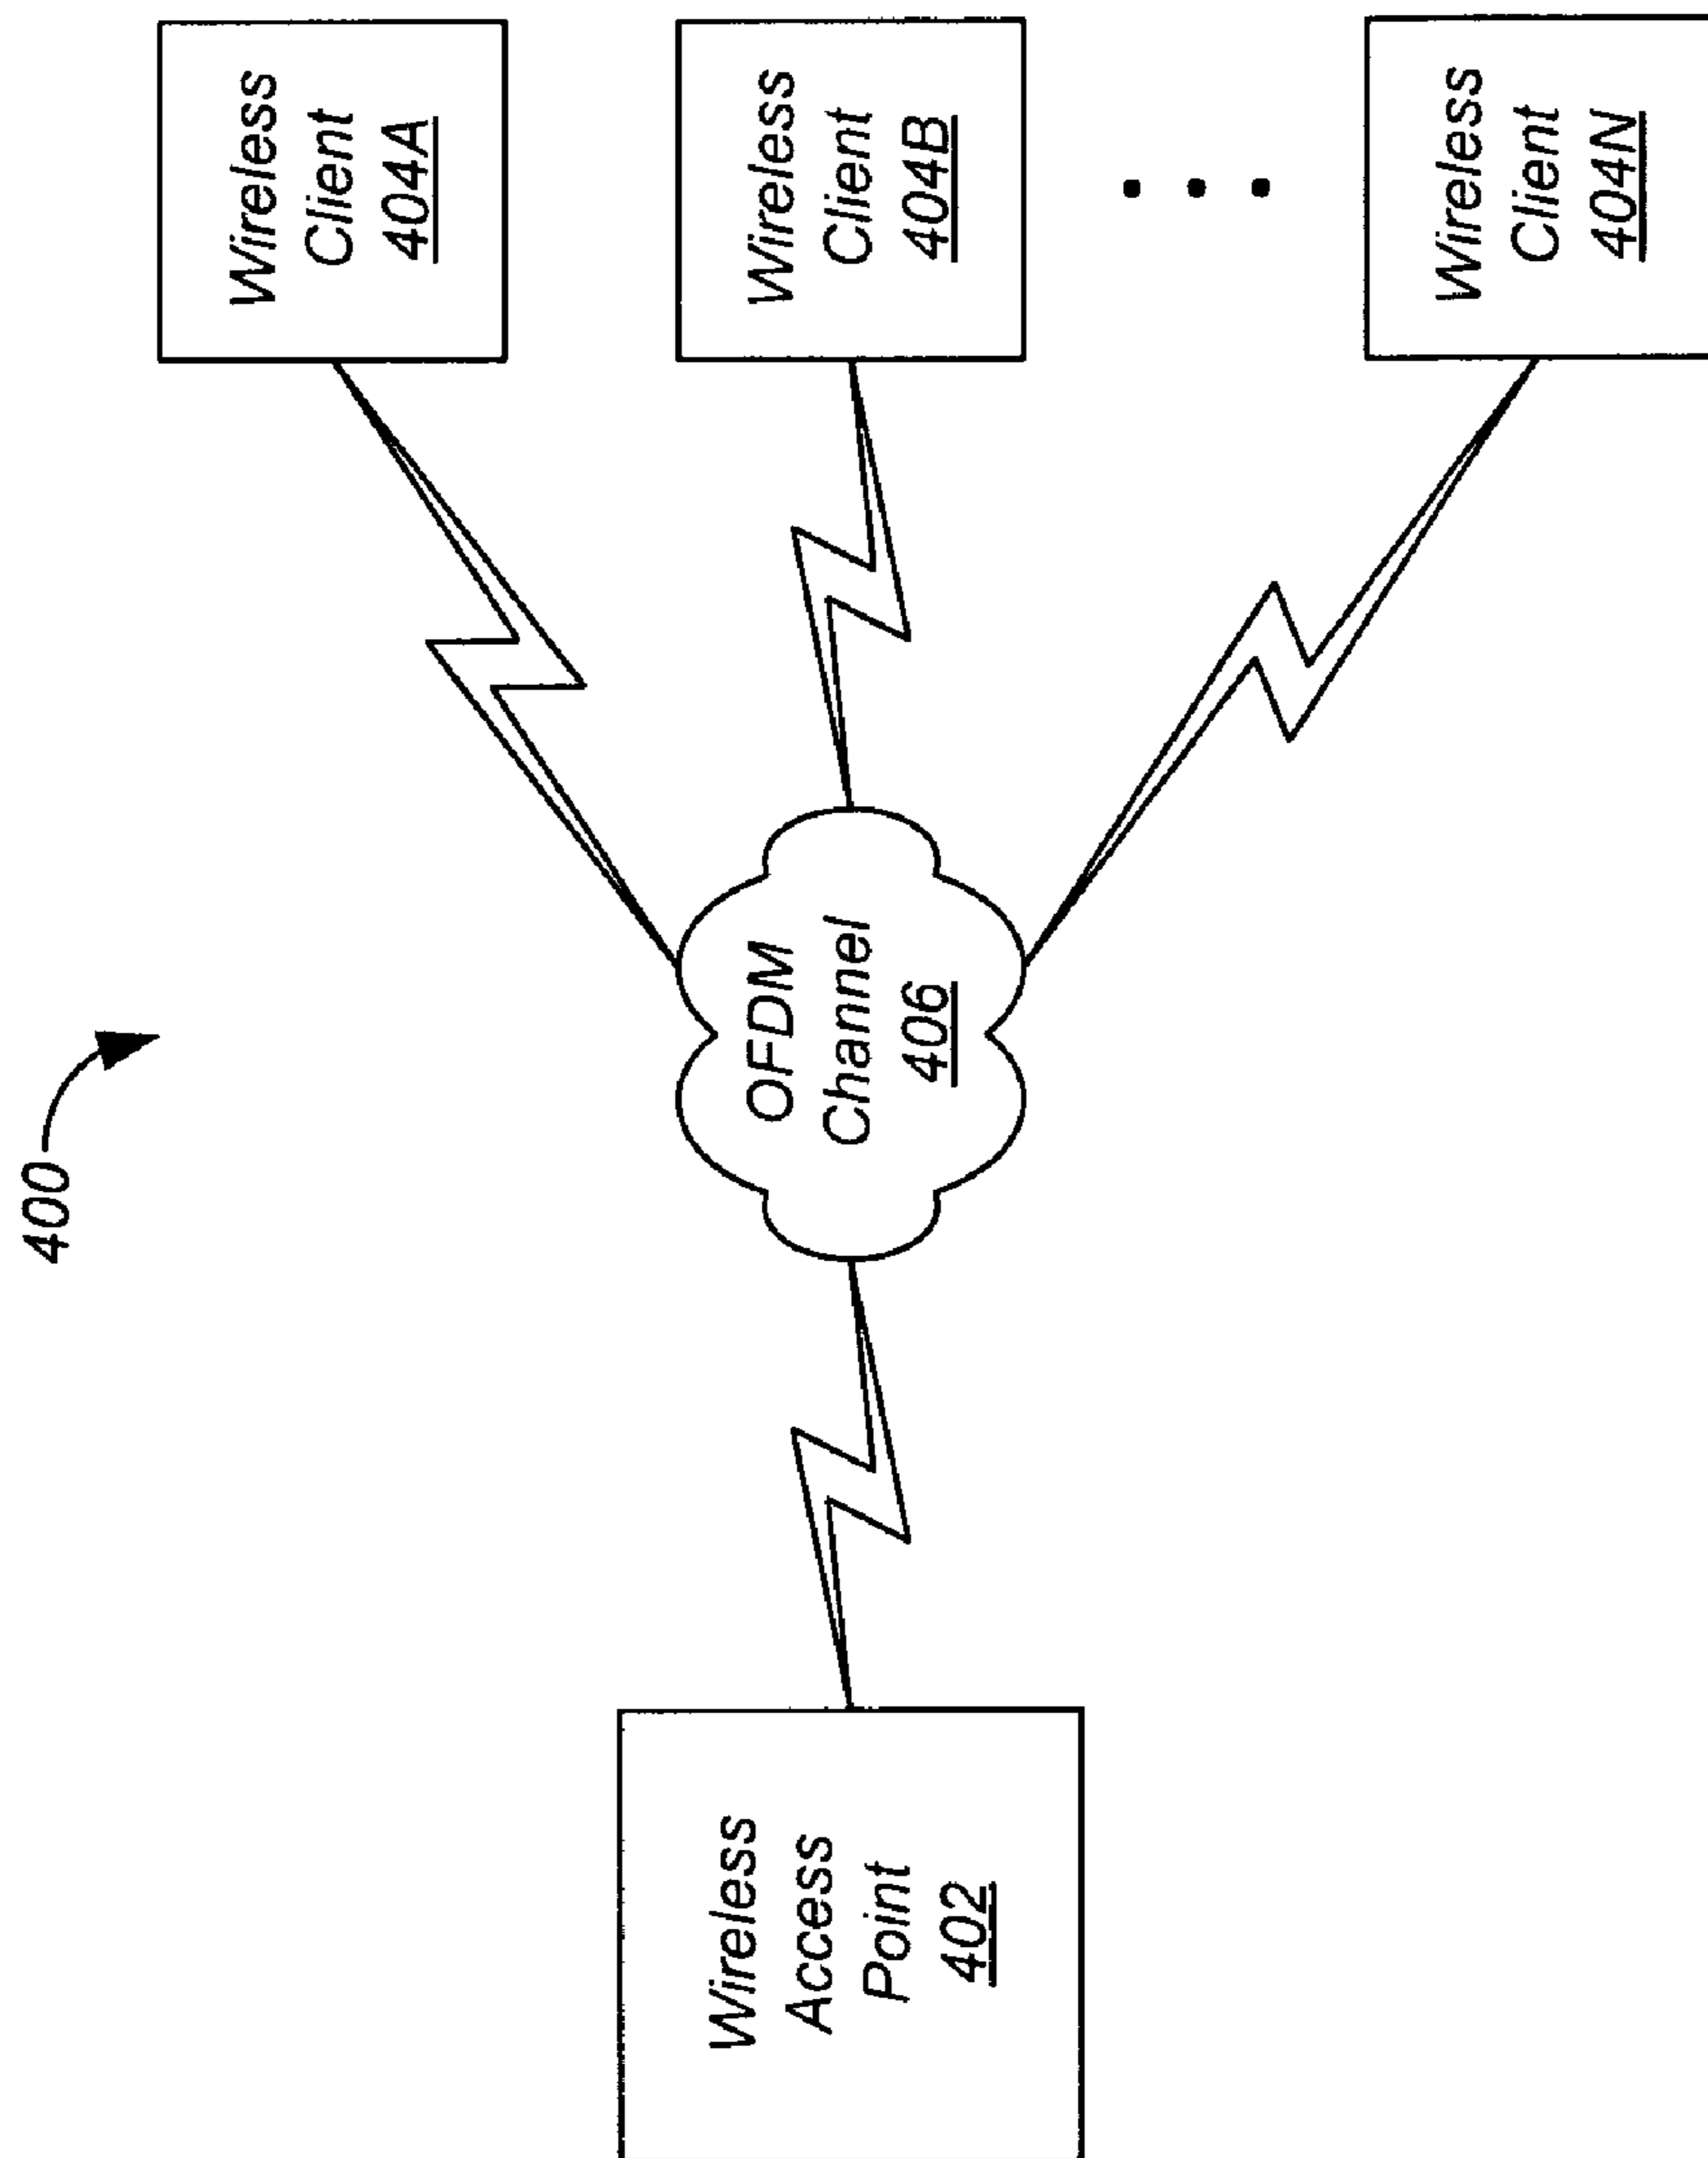 400
Wireless
Client
404A
Wireless
Client
404B
Wireless
Client
404N
OFDM
Channel
406
Wireless
Access
Point
402